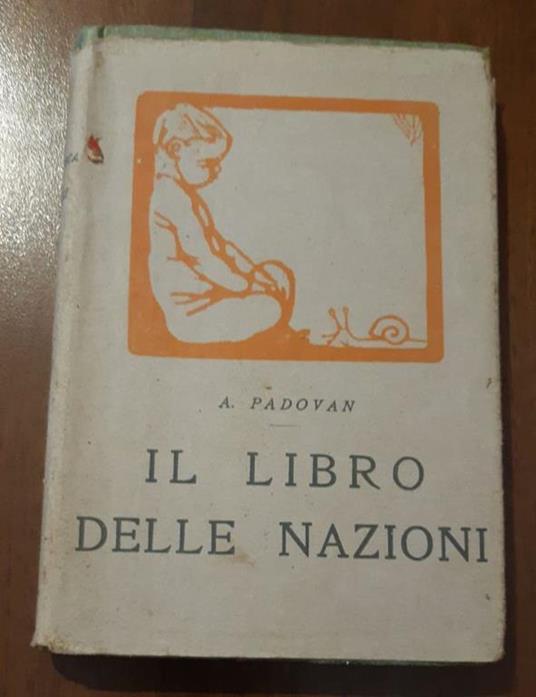 A. PADOVAN
IL LIBRO
DELLE NAZIONI